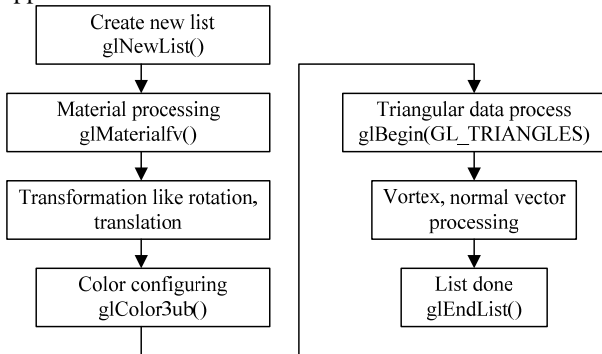 Create new list
glNewList()
Material processing
glMaterialfv()
Transformation like rotation,
translation
Color configuring
glColor3ub()
Triangular data process
glBegin(GL_TRIANGLES)
Vortex, normal vector
processing
List done
glEndList()